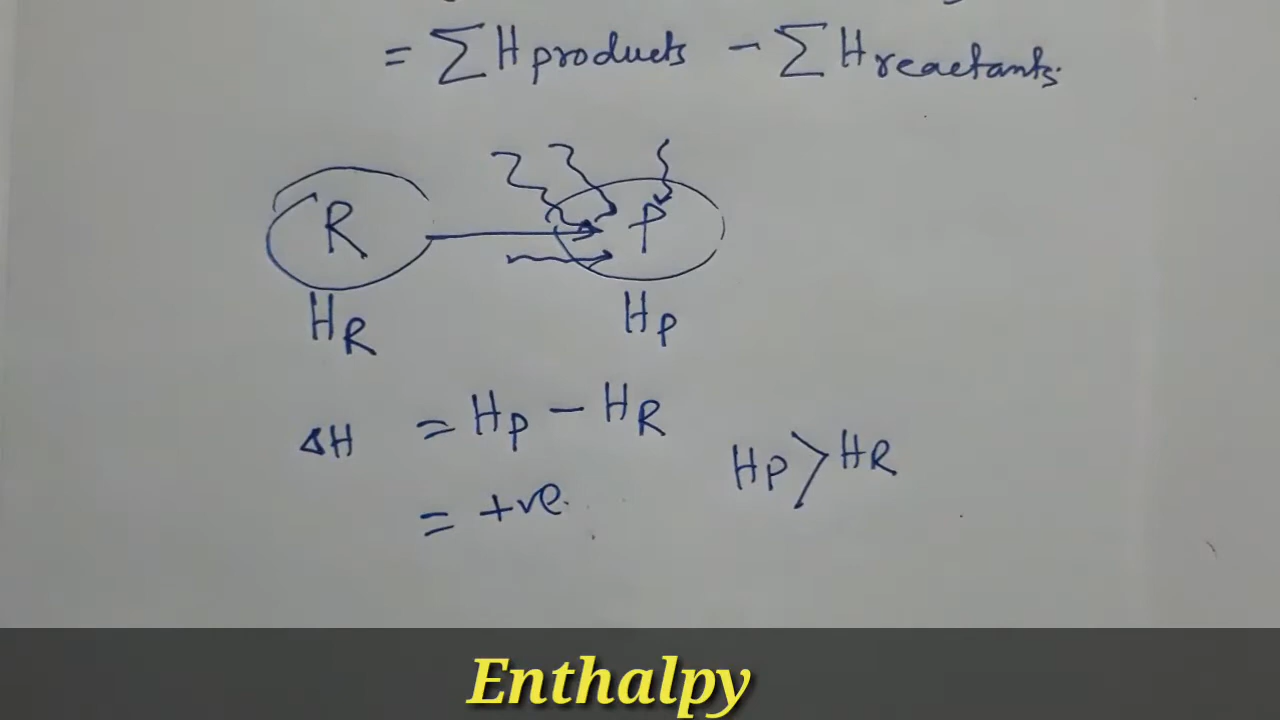 = ∑ H products − ∑ H reactants.
R P
H_R H_P
ΔH = H_P − H_R
H_P > H_R
= +ve.
Enthalpy